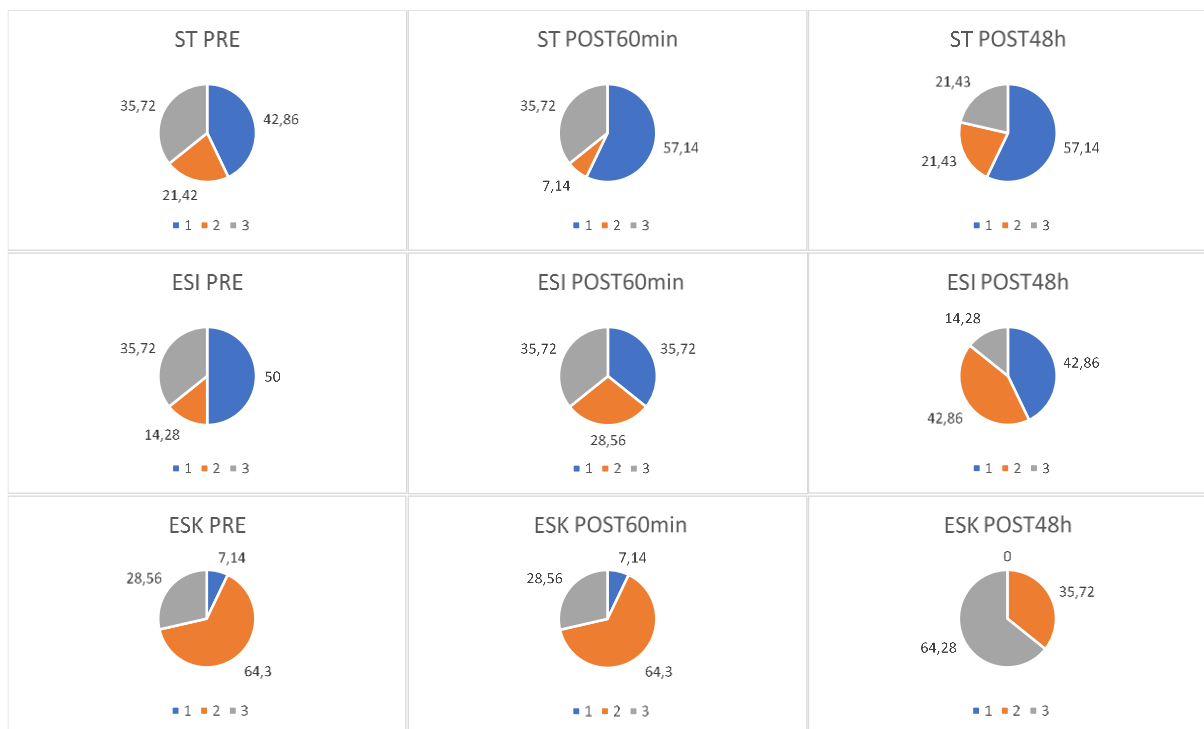 ST PRE
35,72
42,86
21,42
1 2 3
ST POST60min
35,72
57,14
7,14
1 2 3
ST POST48h
21,43
21,43
57,14
1 2 3
ESI PRE
35,72
50
14,28
1 2 3
ESI POST60min
35,72
35,72
28,56
1 2 3
ESI POST48h
14,28
42,86
42,86
1 2 3
ESK PRE
7,14
28,56
64,3
1 2 3
ESK POST60min
7,14
28,56
64,3
1 2 3
ESK POST48h
0
35,72
64,28
1 2 3